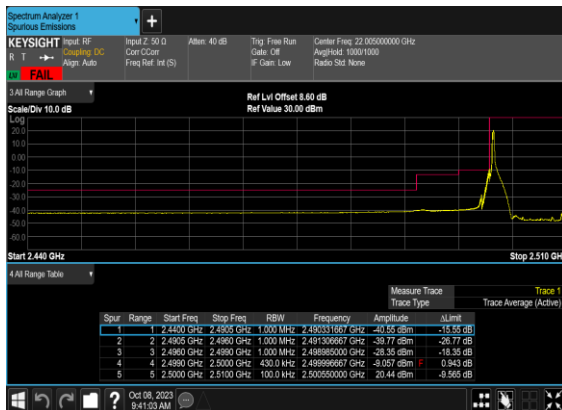 Spectrum Analyzer 1
Spurious Emissions
+
KEYSIGHT
R T
LW
FAIL
Input: RF
Coupling: DC
Align: Auto
Input Z: 50 Ω
Corr CCorr
Freq Ref: Int (S)
Atten: 40 dB
Trig: Free Run
Gate: Off
IF Gain: Low
Center Freq: 22.005000000 GHz
Avg|Hold: 1000/1000
Radio Std: None
3 All Range Graph
Scale/Div 10.0 dB
Ref Lvl Offset 8.60 dB
Ref Value 30.00 dBm
Log
20.0
10.0
0.00
-10.0
-20.0
-30.0
-40.0
-50.0
-60.0
Start 2.440 GHz
Stop 2.510 GHz
4 All Range Table
Measure Trace Trace 1
Trace Type Trace Average (Active)
Spur Range Start Freq Stop Freq RBW Frequency Amplitude ΔLimit
1 1 2.4400 GHz 2.4905 GHz 1.000 MHz 2.490331667 GHz -40.55 dBm -15.55 dB
2 2 2.4905 GHz 2.4960 GHz 1.000 MHz 2.491306667 GHz -39.77 dBm -26.77 dB
3 3 2.4960 GHz 2.4990 GHz 1.000 MHz 2.498985000 GHz -28.35 dBm -18.35 dB
4 4 2.4990 GHz 2.5000 GHz 430.0 kHz 2.499996667 GHz -9.057 dBm F 0.943 dB
5 5 2.5000 GHz 2.5100 GHz 100.0 kHz 2.500550000 GHz 20.44 dBm -9.565 dB
?
Oct 08, 2023
9:41:03 AM